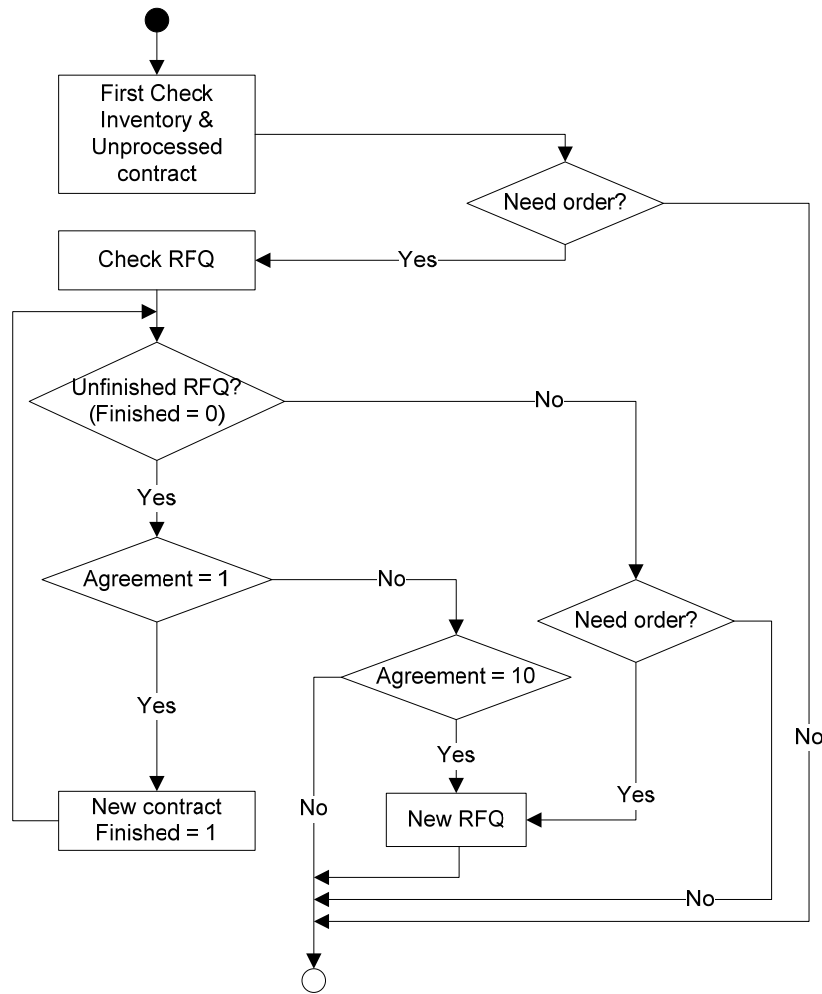 First Check
Inventory &
Unprocessed
contract
Need order?
Check RFQ
Yes
Unfinished RFQ?
(Finished = 0)
No
Yes
Agreement = 1
No
Need order?
Agreement = 10
Yes
No
Yes
Yes
New contract
Finished = 1
No
New RFQ
No